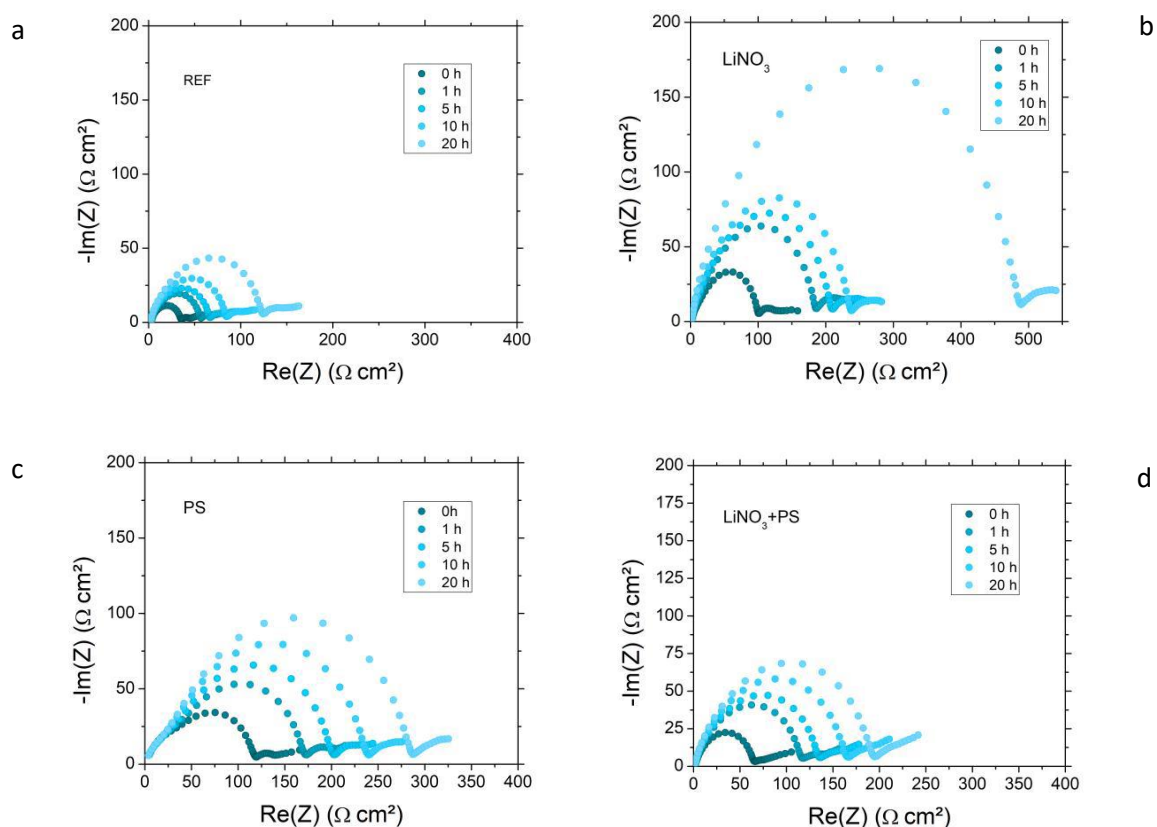 a
REF
0 h
1 h
5 h
10 h
20 h
200
150
100
50
0
-Im(Z) (Ω cm²)
0 100 200 300 400
Re(Z) (Ω cm²)
b
LiNO₃
0 h
1 h
5 h
10 h
20 h
200
150
100
50
0
-Im(Z) (Ω cm²)
0 100 200 300 400 500
Re(Z) (Ω cm²)
c
PS
0h
1 h
5 h
10 h
20 h
200
150
100
50
0
-Im(Z) (Ω cm²)
0 50 100 150 200 250 300 350 400
Re(Z) (Ω cm²)
d
LiNO₃+PS
0 h
1 h
5 h
10 h
20 h
200
175
150
125
100
75
50
25
0
-Im(Z) (Ω cm²)
0 50 100 150 200 250 300 350 400
Re(Z) (Ω cm²)